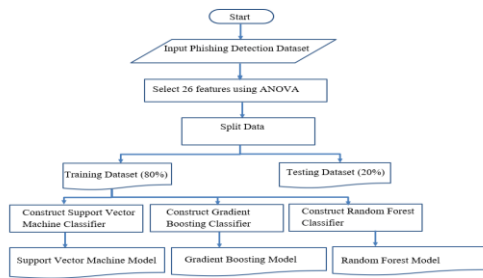 Start
Input Phishing Detection Dataset
Select 26 features using ANOVA
Split Data
Training Dataset (80%)
Testing Dataset (20%)
Construct Support Vector
Machine Classifier
Construct Gradient
Boosting Classifier
Construct Random Forest
Classifier
Support Vector Machine Model
Gradient Boosting Model
Random Forest Model